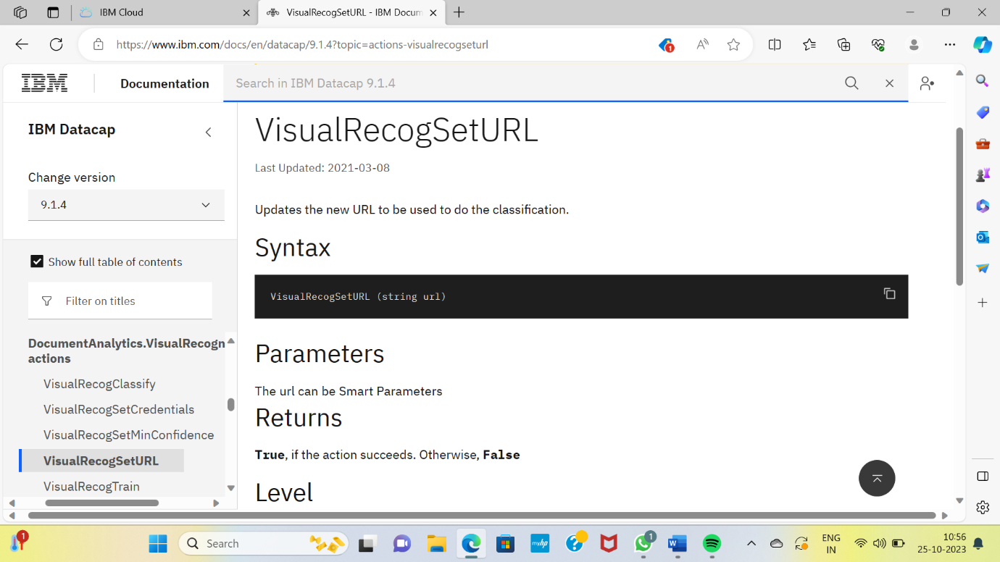 IBM Cloud
VisualRecogSetURL - IBM Docum
https://www.ibm.com/docs/en/datacap/9.1.4?topic=actions-visualrecogseturl
1
IBM
Documentation
Search in IBM Datacap 9.1.4
IBM Datacap
Change version
9.1.4
Show full table of contents
Filter on titles
DocumentAnalytics.VisualRecogn
actions
VisualRecogClassify
VisualRecogSetCredentials
VisualRecogSetMinConfidence
VisualRecogSetURL
VisualRecogTrain
VisualRecogSetURL
Last Updated: 2021-03-08
Updates the new URL to be used to do the classification.
Syntax
VisualRecogSetURL (string url)
Parameters
The url can be Smart Parameters
Returns
True, if the action succeeds. Otherwise, False
Level
1
Search
myhp
1
W
ENG
IN
10:56
25-10-2023